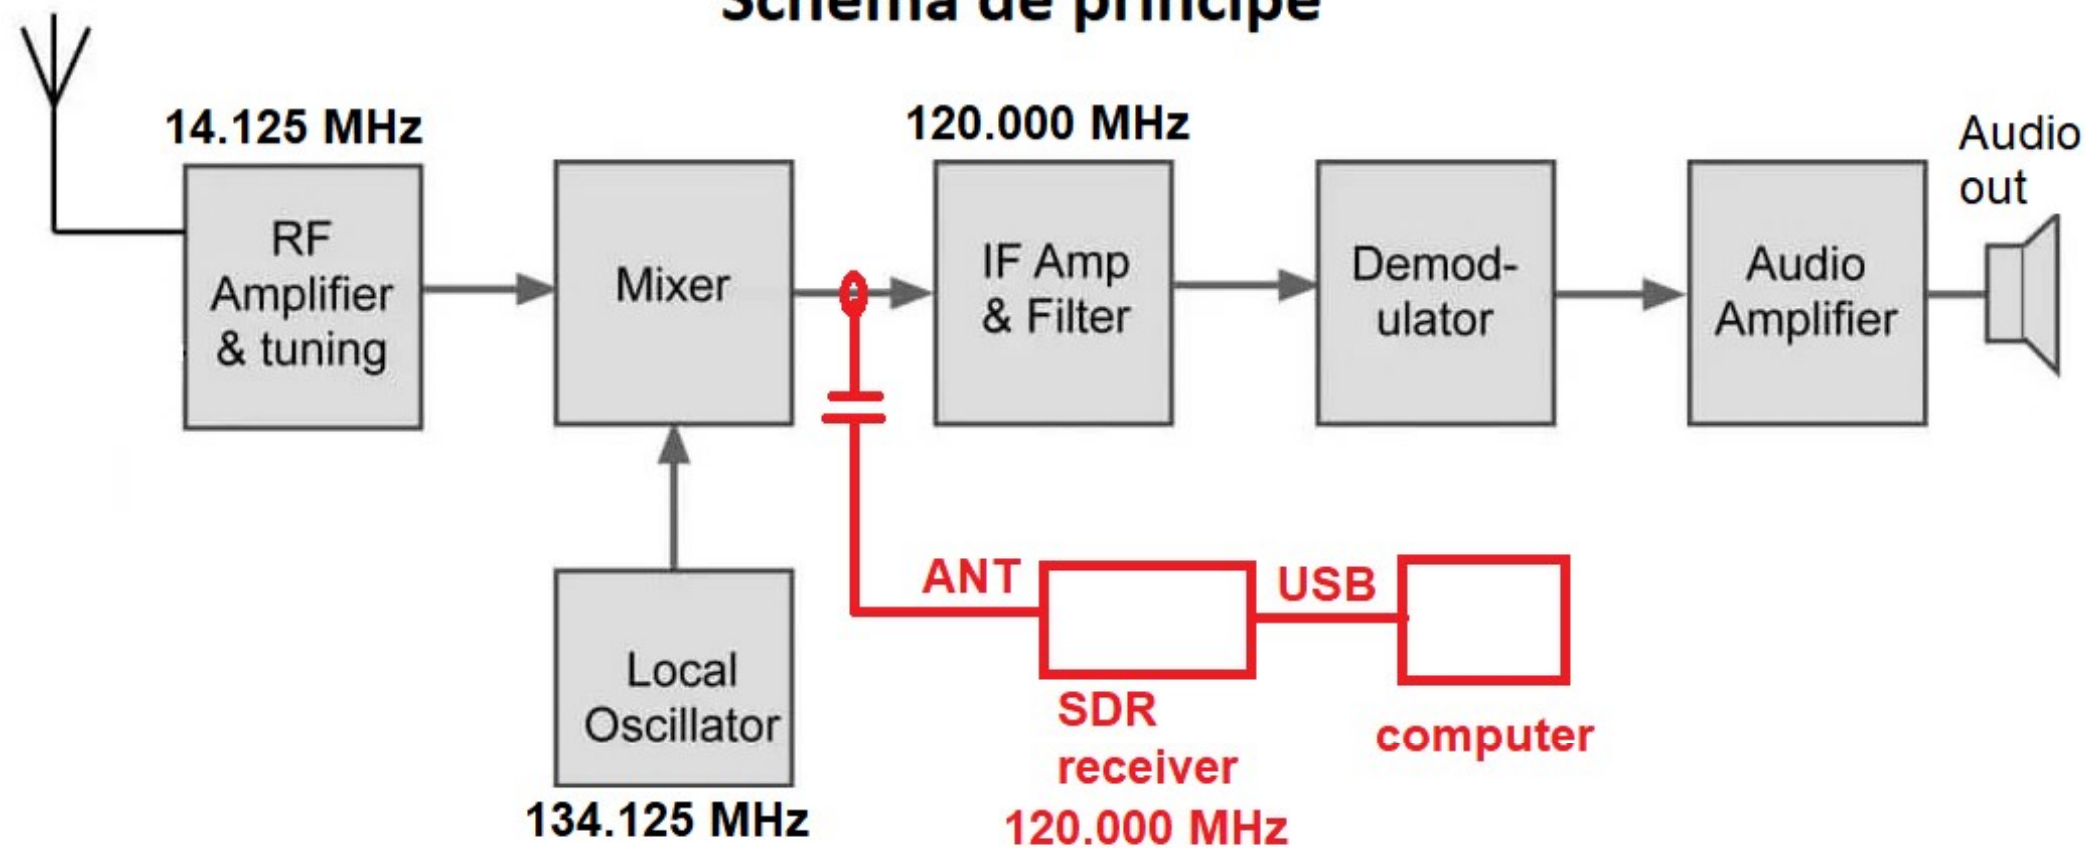 Schéma de principe
14.125 MHz
120.000 MHz
Audio
out
RF
Amplifier
& tuning
Mixer
IF Amp
& Filter
Demod-
ulator
Audio
Amplifier
ANT
USB
Local
Oscillator
SDR
receiver
computer
134.125 MHz
120.000 MHz